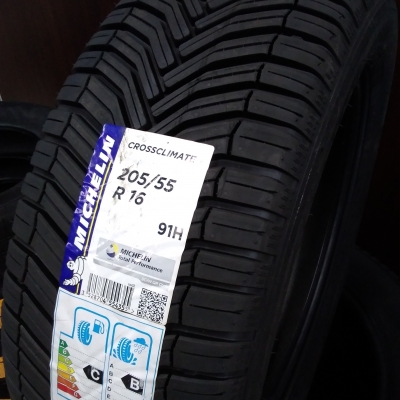 MICHELIN
CROSSCLIMATE
205/55
R 16
91H
MICHELIN
Total Performance
C
B
A
B
C
D
E